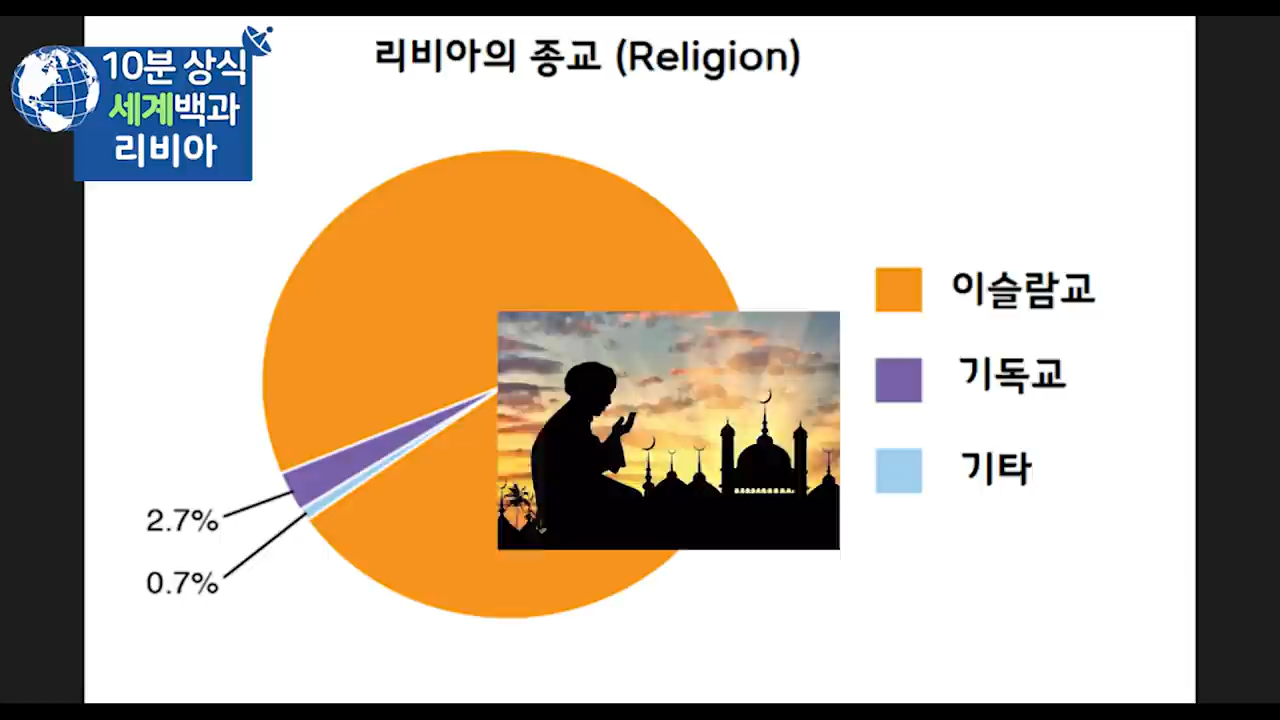 10분 상식
세계백과
리비아
리비아의 종교 (Religion)
이슬람교
기독교
기타
2.7%
0.7%